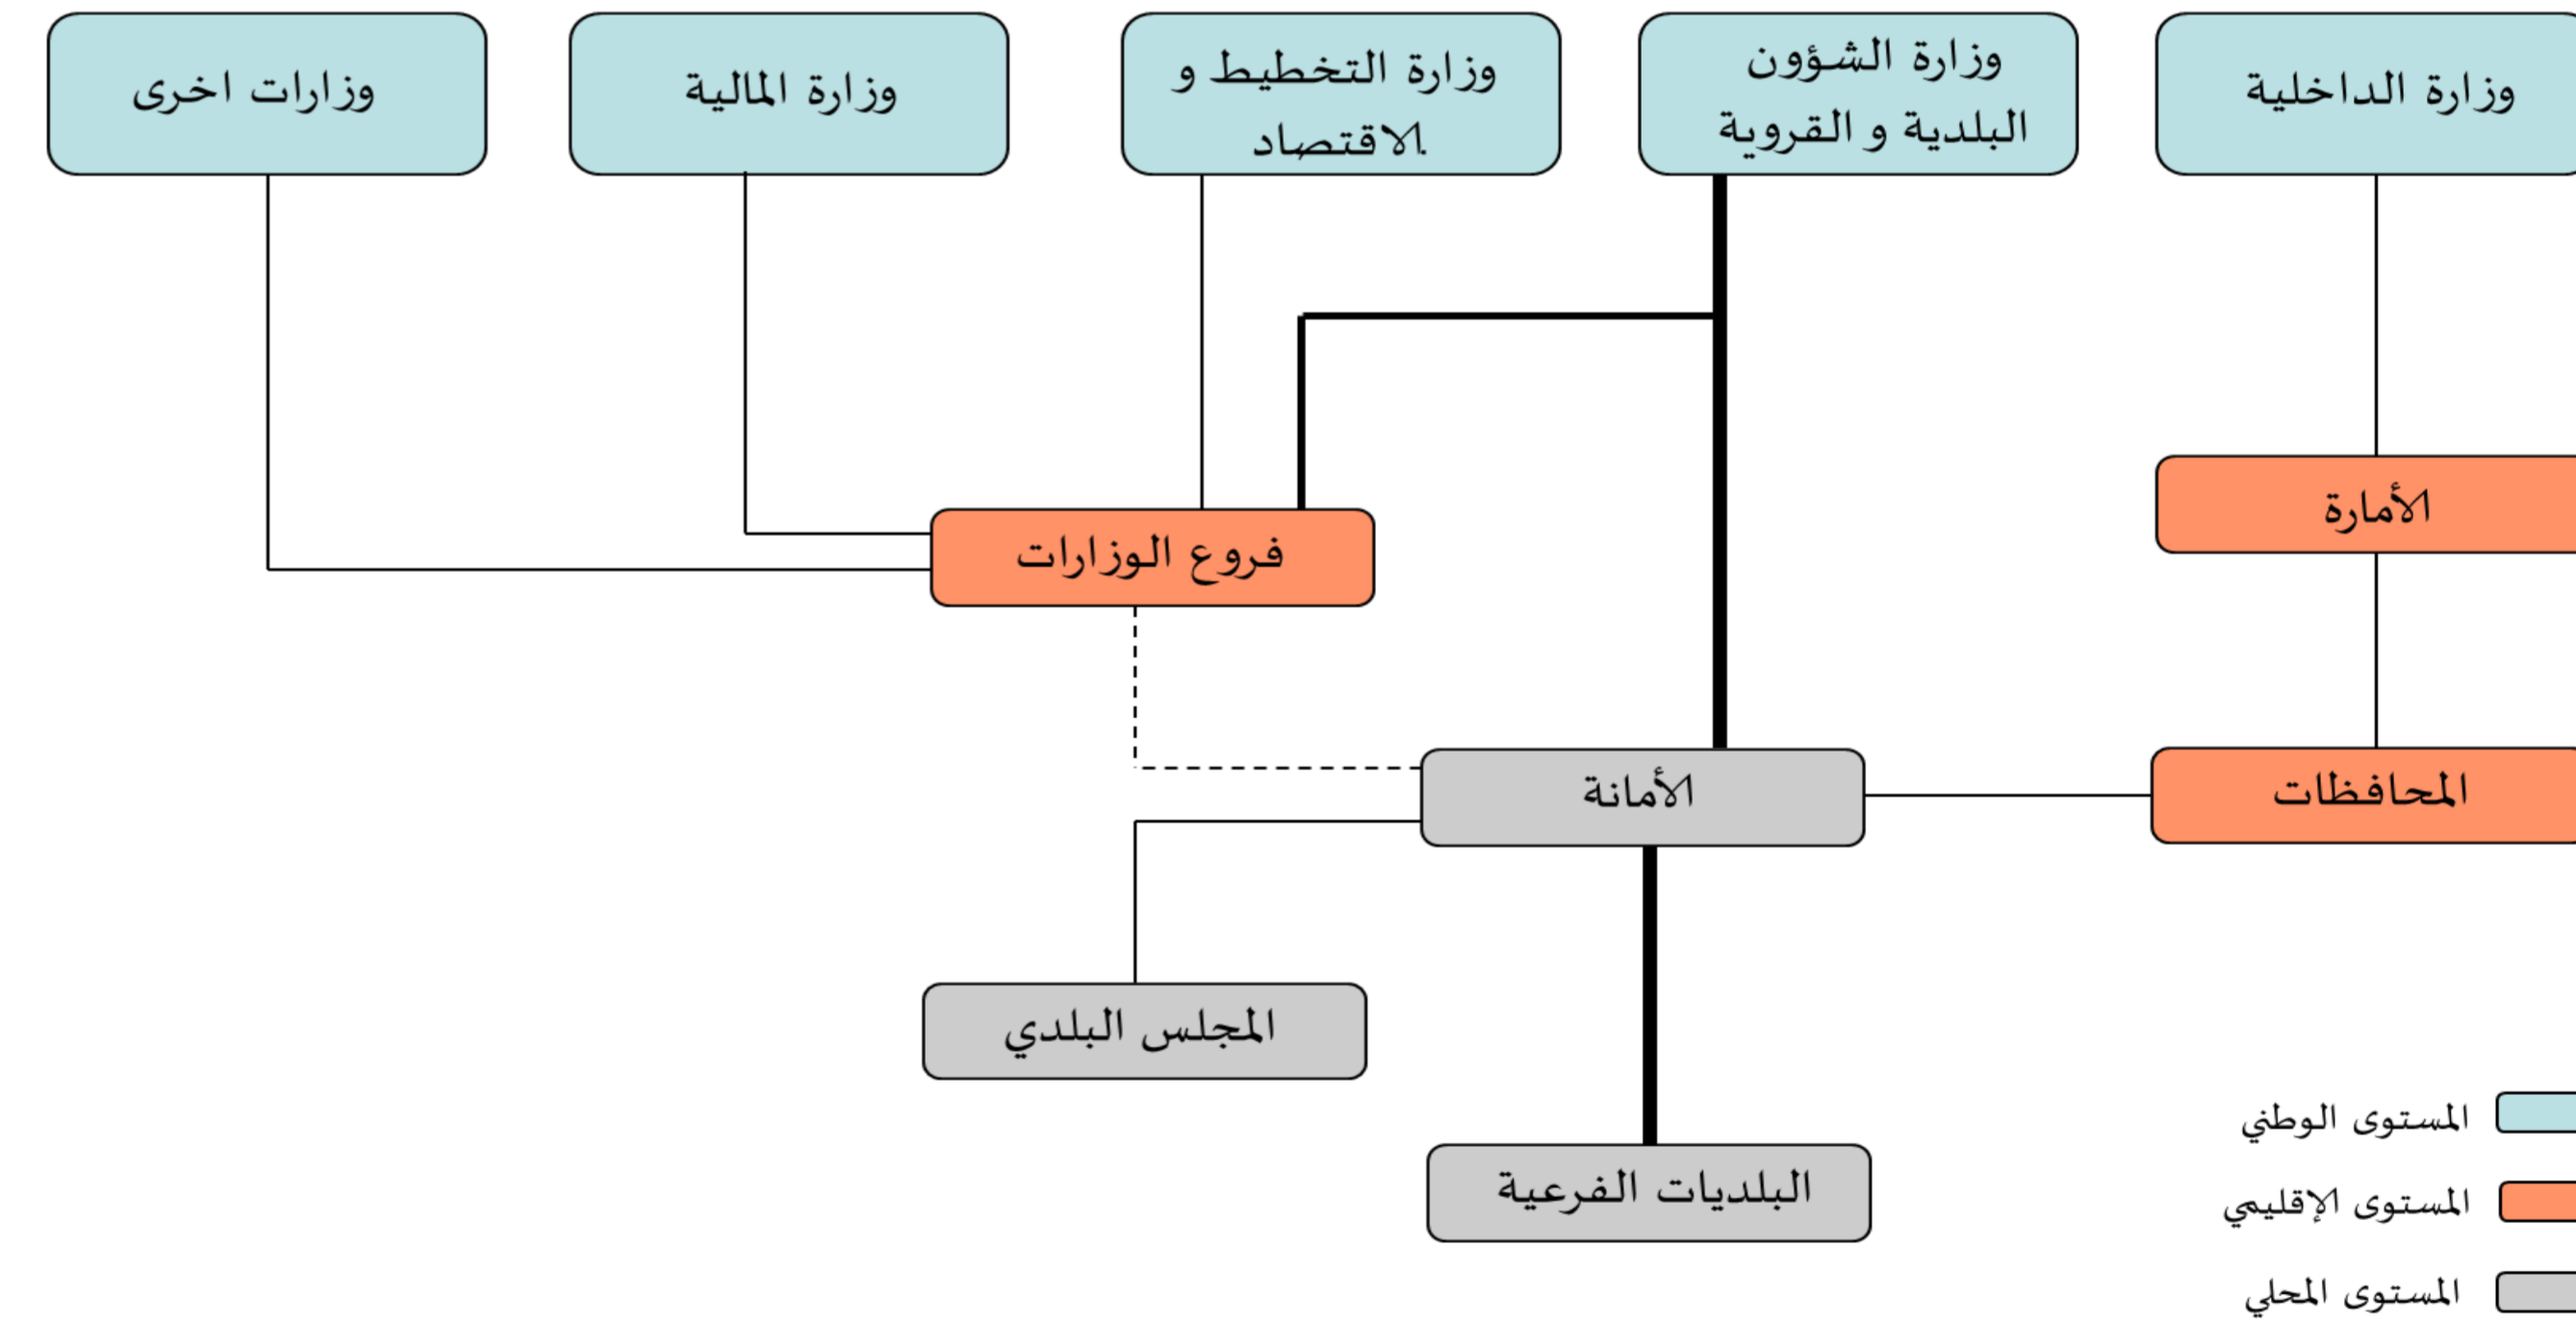 وزارة الداخلية
وزارة الشؤون
البلدية و القروية
وزارة التخطيط و
الاقتصاد
وزارة المالية
وزارات اخرى
الأمارة
فروع الوزارات
المحافظات
الأمانة
المجلس البلدي
البلديات الفرعية
المستوى الوطني
المستوى الإقليمي
المستوى المحلي